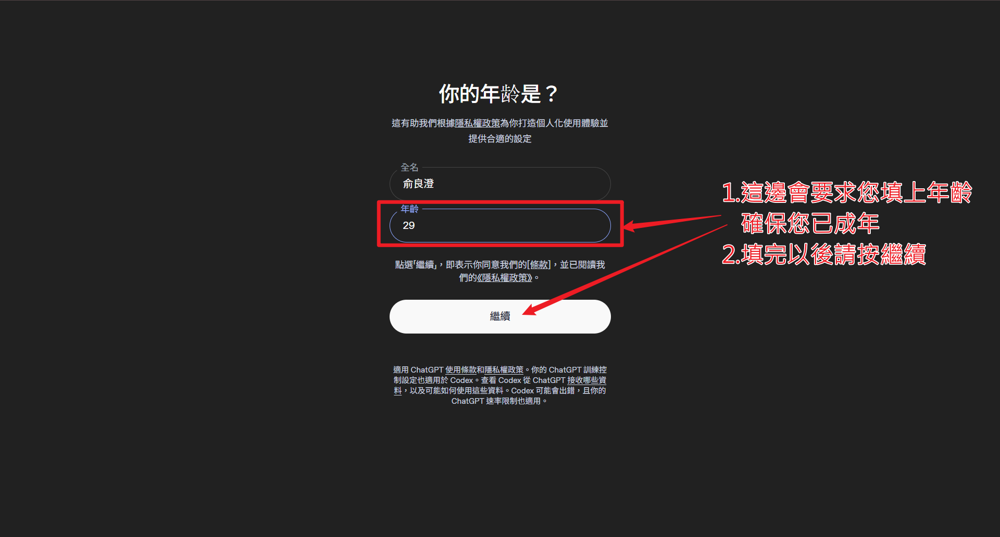 你的年龄是？
這有助我們根據隱私權政策為你打造個人化使用體驗並
提供合適的設定
全名
俞良澄
年齡
29
點選「繼續」，即表示你同意我們的[條款]，並已閱讀我
們的《隱私權政策》。
繼續
適用 ChatGPT 使用條款和隱私權政策。你的 ChatGPT 訓練控
制設定也適用於 Codex。查看 Codex 從 ChatGPT 接收哪些資
料，以及可能如何使用這些資料。Codex 可能會出錯，且你的
ChatGPT 速率限制也適用。
1.這邊會要求您填上年齡
確保您已成年
2.填完以後請按繼續